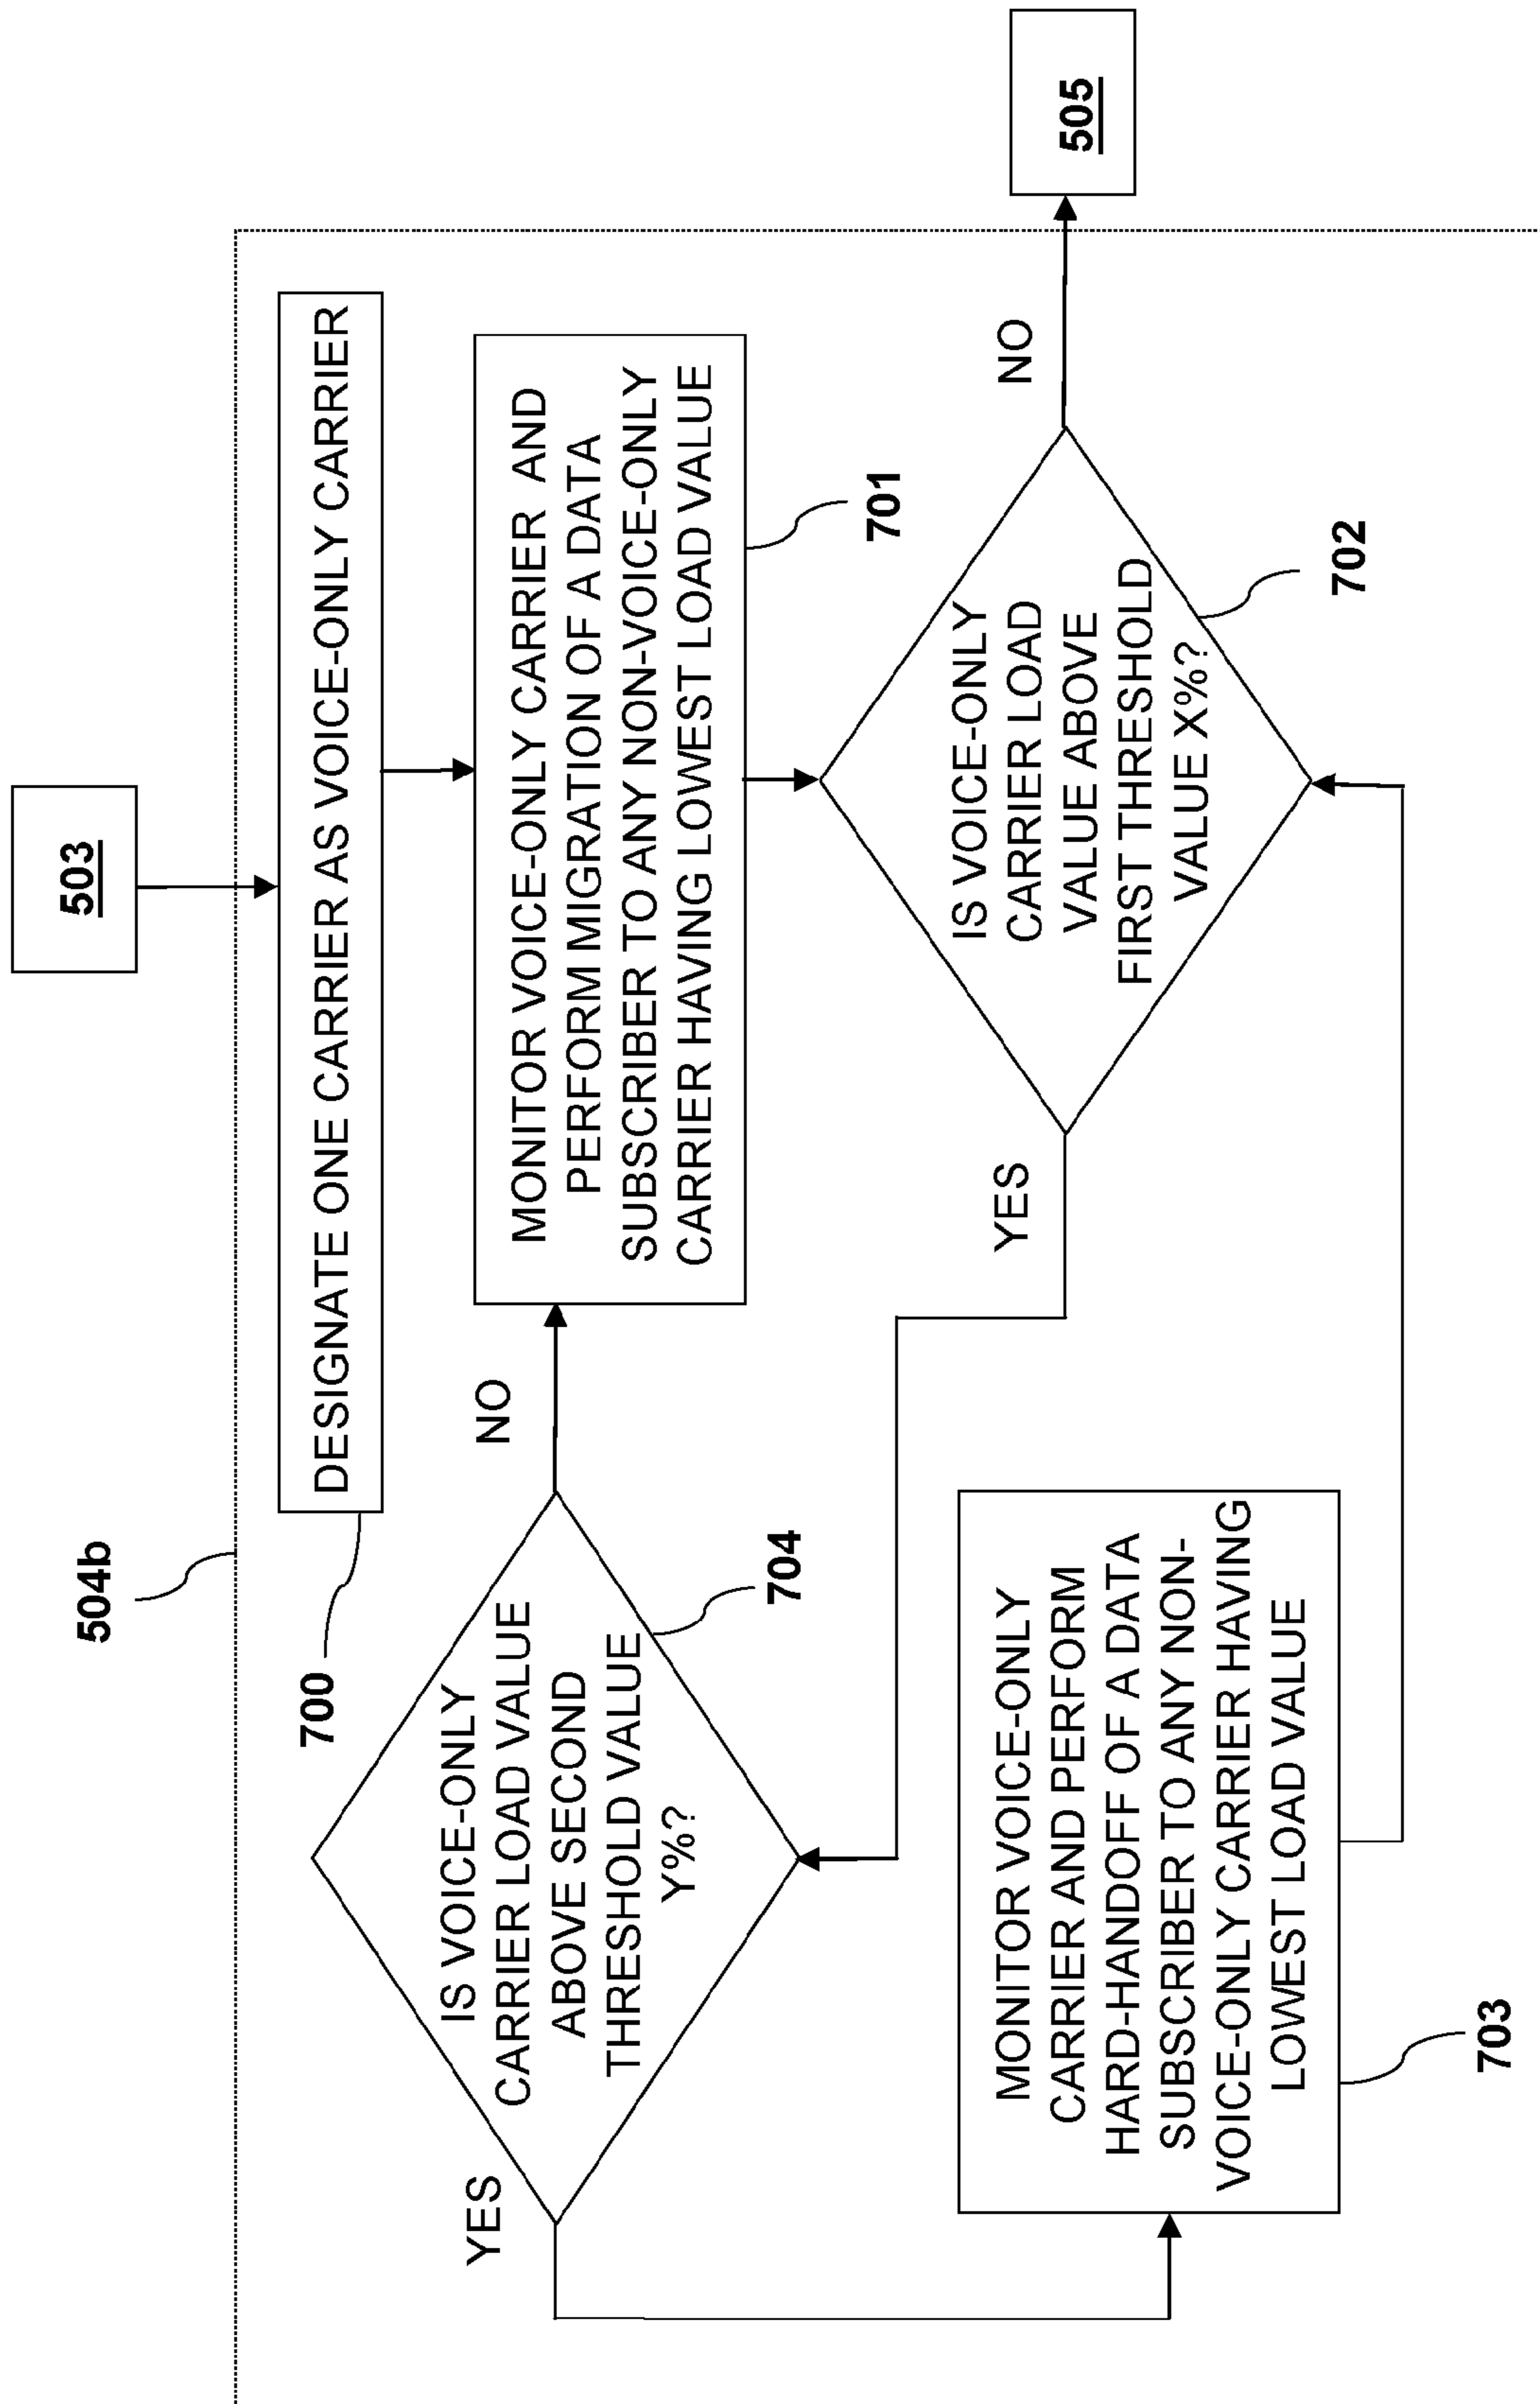 503
504b
700
DESIGNATE ONE CARRIER AS VOICE-ONLY CARRIER
MONITOR VOICE-ONLY CARRIER AND
PERFORM MIGRATION OF A DATA
SUBSCRIBER TO ANY NON-VOICE-ONLY
CARRIER HAVING LOWEST LOAD VALUE
701
IS VOICE-ONLY
CARRIER LOAD
VALUE ABOVE
FIRST THRESHOLD
VALUE X%?
702
NO
505
YES
IS VOICE-ONLY
CARRIER LOAD VALUE
ABOVE SECOND
THRESHOLD VALUE
Y%?
704
NO
YES
MONITOR VOICE-ONLY
CARRIER AND PERFORM
HARD-HANDOFF OF A DATA
SUBSCRIBER TO ANY NON-
VOICE-ONLY CARRIER HAVING
LOWEST LOAD VALUE
703